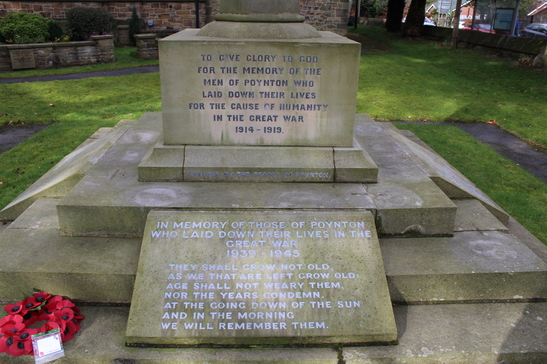 TO GIVE GLORY TO GOD
FOR THE MEMORY OF THE
MEN OF POYNTON WHO
LAID DOWN THEIR LIVES
FOR THE CAUSE OF HUMANITY
IN THE GREAT WAR
1914 - 1919.
IN MEMORY OF THOSE OF POYNTON
WHO LAID DOWN THEIR LIVES IN THE
GREAT WAR
1939 - 1945
THEY SHALL GROW NOT OLD,
AS WE THAT ARE LEFT GROW OLD,
AGE SHALL NOT WEARY THEM,
NOR THE YEARS CONDEMN.
AT THE GOING DOWN OF THE SUN
AND IN THE MORNING
WE WILL REMEMBER THEM.